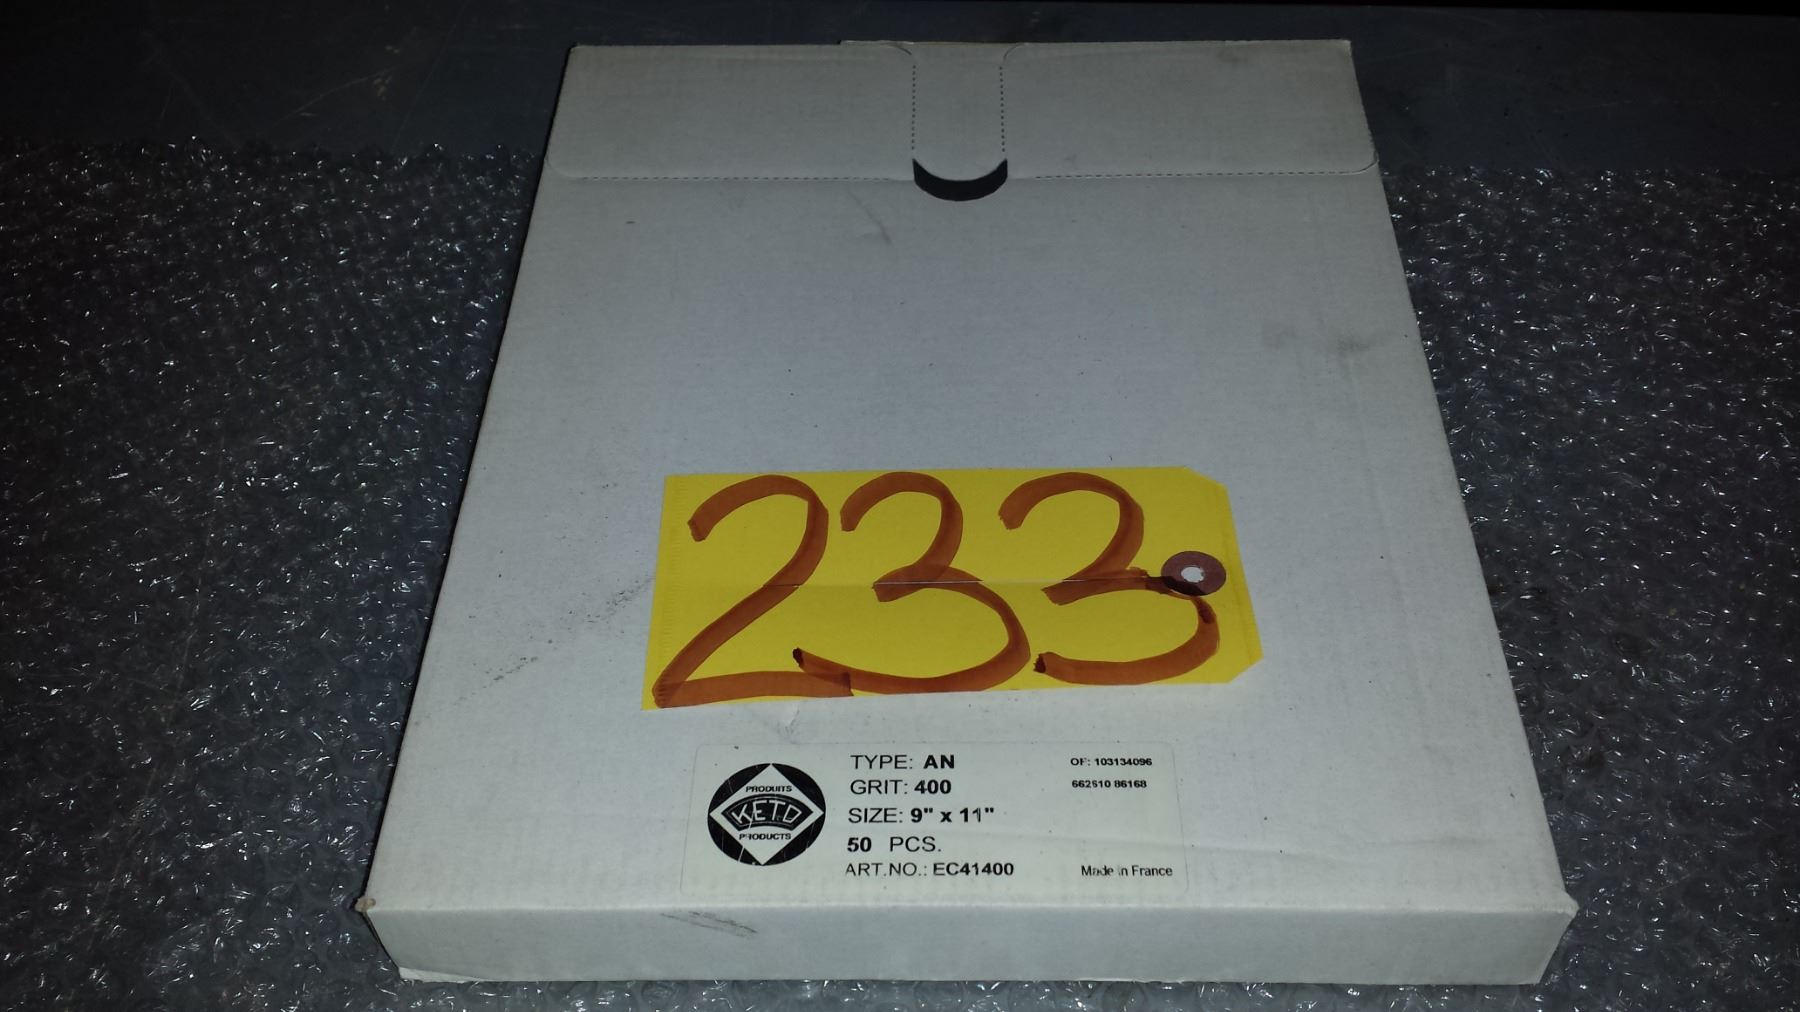 233
PRODUITS
KETO
PRODUCTS
TYPE: AN
GRIT: 400
SIZE: 9" x 11"
50 PCS.
ART.NO.: EC41400
OF: 103134096
662610 86168
Made in France